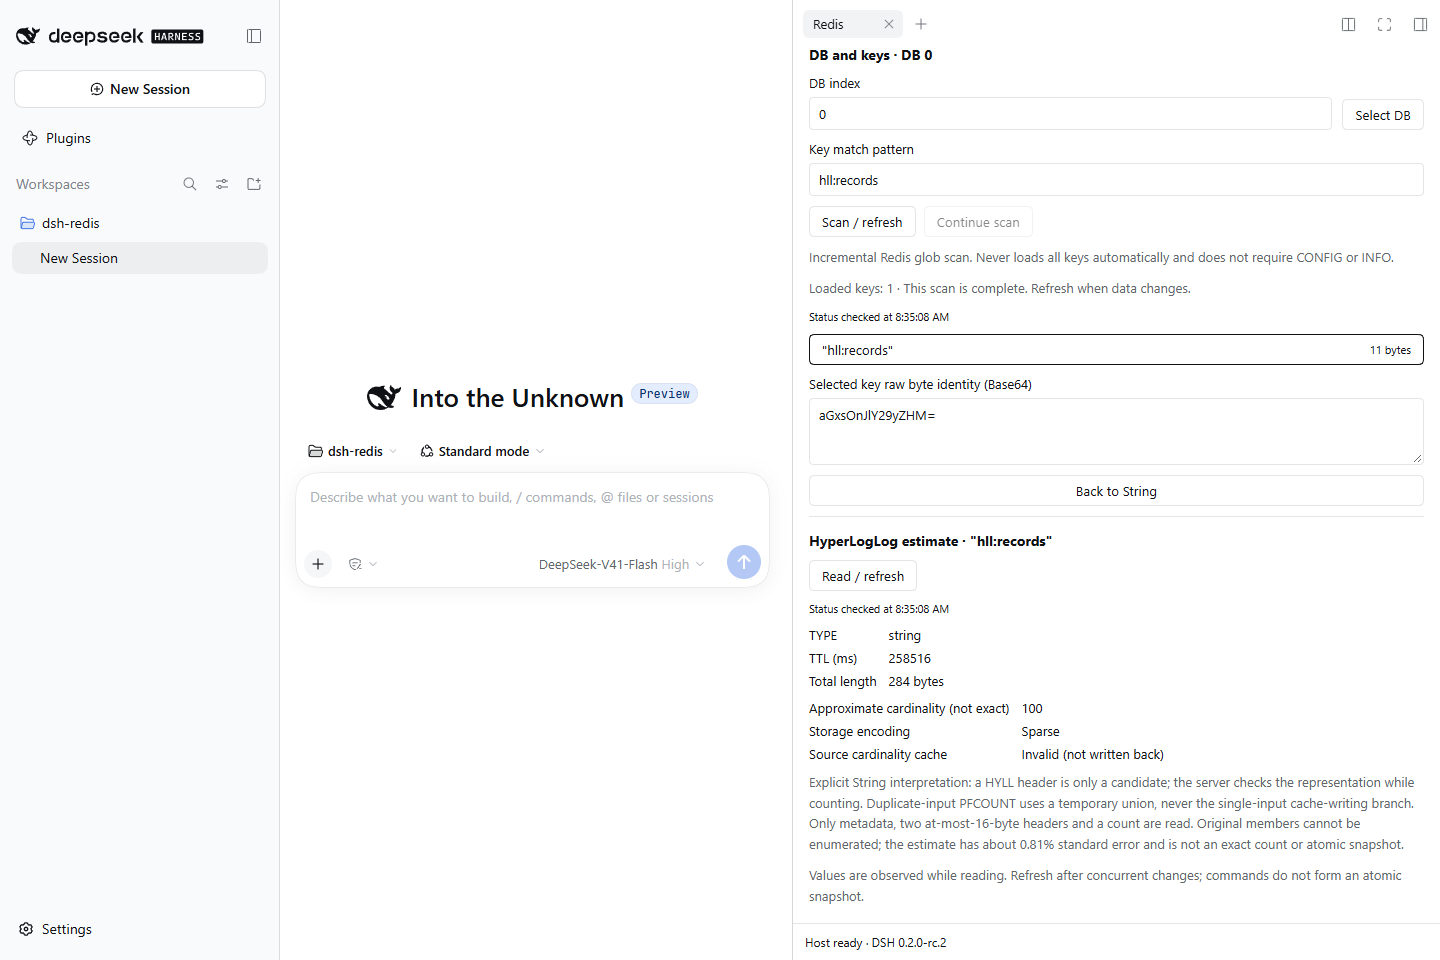 deepseek HARNESS
New Session
Plugins
Workspaces
dsh-redis
New Session
Settings
Into the Unknown Preview
dsh-redis Standard mode
Describe what you want to build, / commands, @ files or sessions
DeepSeek-V41-Flash High
Redis
DB and keys · DB 0
DB index
0
Select DB
Key match pattern
hll:records
Scan / refresh Continue scan
Incremental Redis glob scan. Never loads all keys automatically and does not require CONFIG or INFO.
Loaded keys: 1 · This scan is complete. Refresh when data changes.
Status checked at 8:35:08 AM
"hll:records" 11 bytes
Selected key raw byte identity (Base64)
aGxsOnJlY29yZHM=
Back to String
HyperLogLog estimate · "hll:records"
Read / refresh
Status checked at 8:35:08 AM
TYPE string
TTL (ms) 258516
Total length 284 bytes
Approximate cardinality (not exact) 100
Storage encoding Sparse
Source cardinality cache Invalid (not written back)
Explicit String interpretation: a HYLL header is only a candidate; the server checks the representation while
counting. Duplicate-input PFCOUNT uses a temporary union, never the single-input cache-writing branch.
Only metadata, two at-most-16-byte headers and a count are read. Original members cannot be
enumerated; the estimate has about 0.81% standard error and is not an exact count or atomic snapshot.
Values are observed while reading. Refresh after concurrent changes; commands do not form an atomic
snapshot.
Host ready · DSH 0.2.0-rc.2